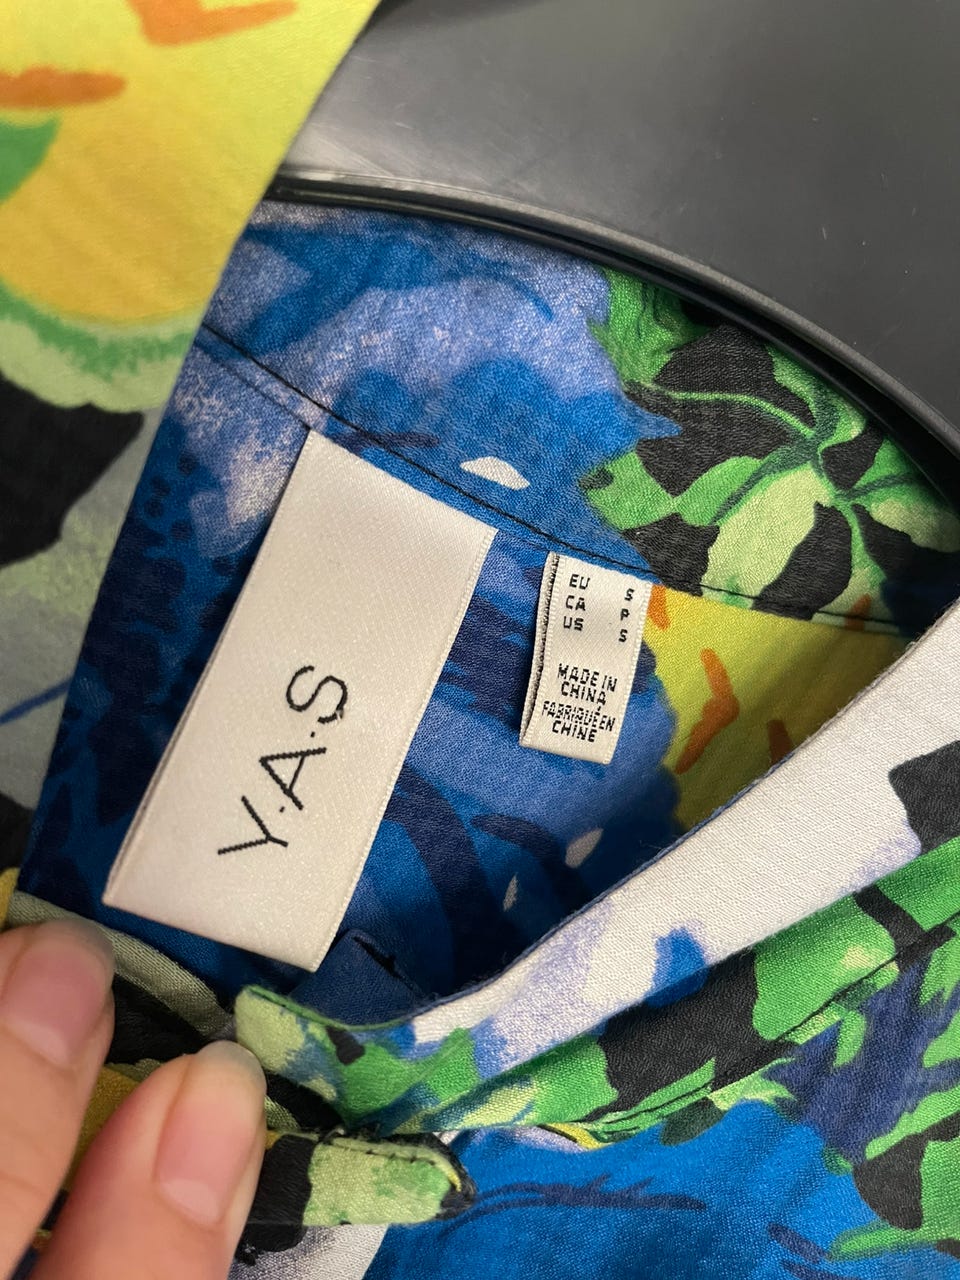 Y.A.S
EU S
CA P
US S
MADE IN
CHINA
FABRIQUÉ EN
CHINE